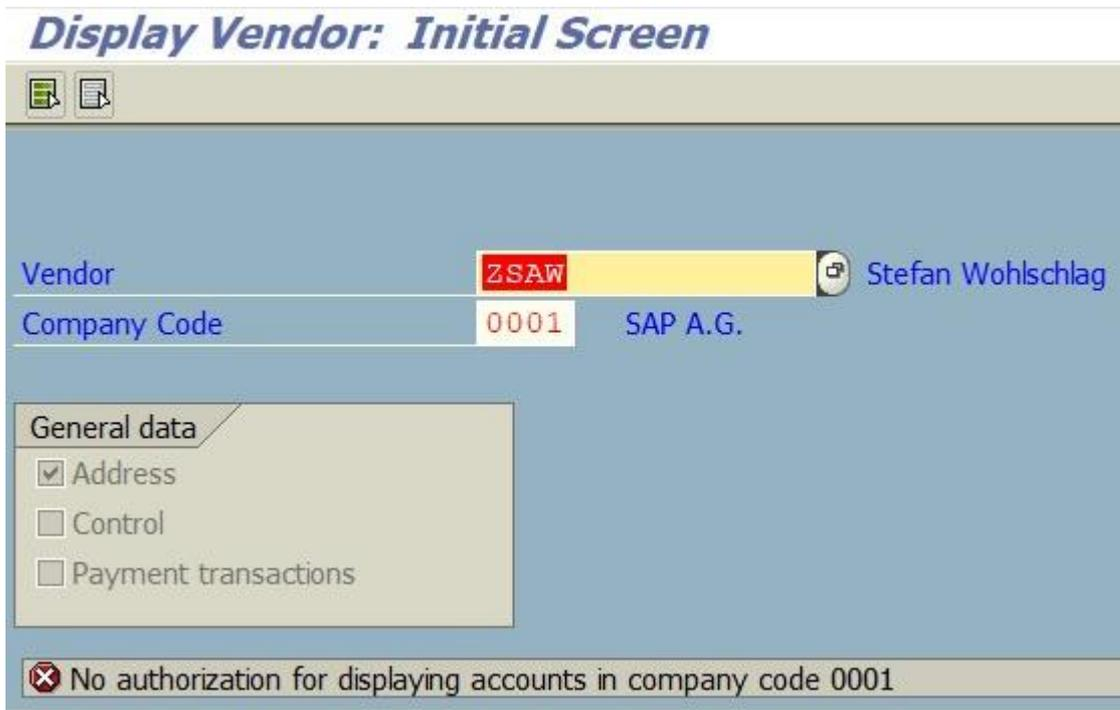 Display Vendor: Initial Screen
Vendor ZSAW Stefan Wohlschlag
Company Code 0001 SAP A.G.
General data
Address
Control
Payment transactions
No authorization for displaying accounts in company code 0001